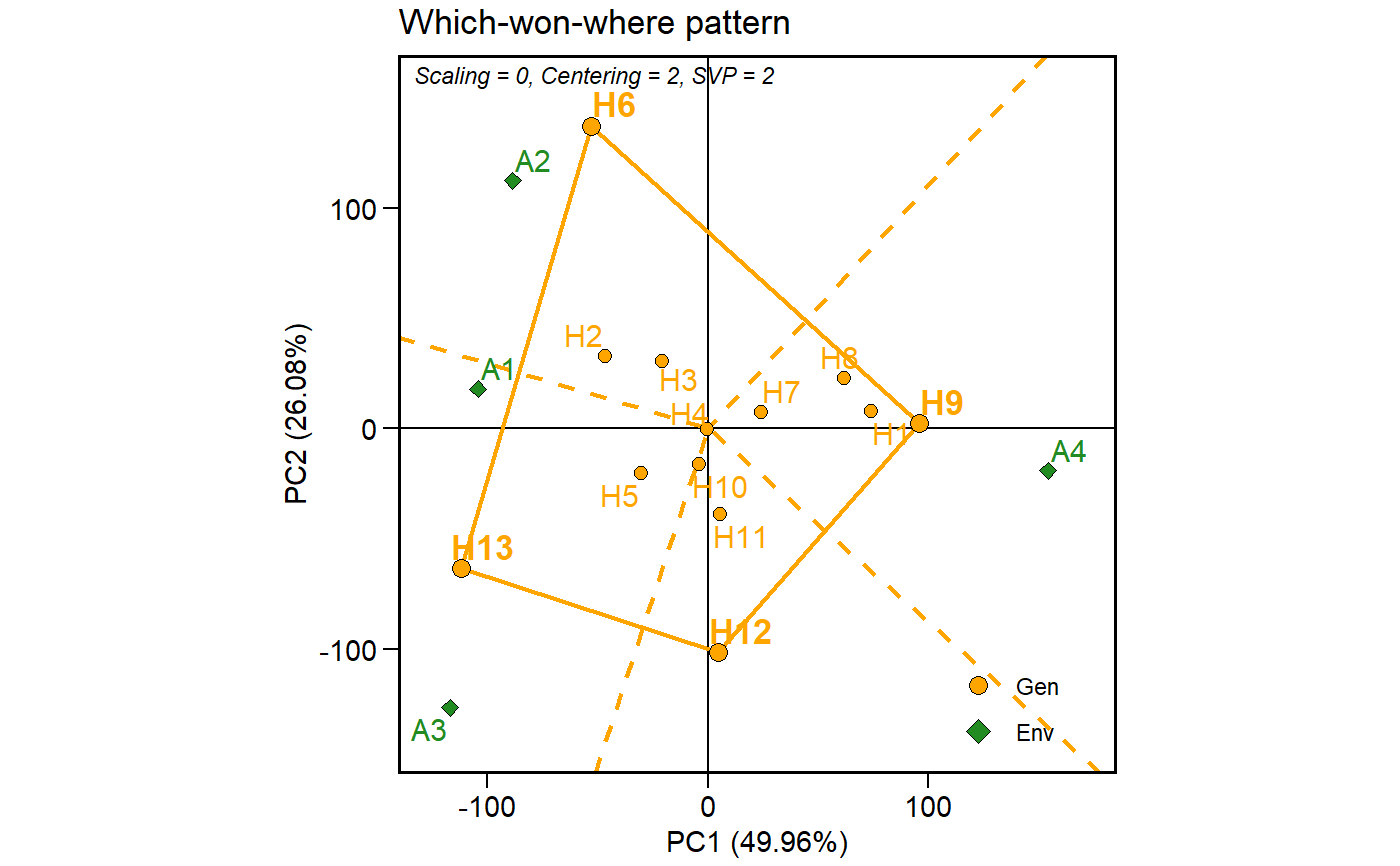 Which-won-where pattern
Scaling = 0, Centering = 2, SVP = 2
H6
A2
100
H2
A1
H3
H8
H7
H9
H4
0
H1
A4
H5
H10
H11
H13
H12
-100
Gen
A3
Env
-100
0
100
PC1 (49.96%)
PC2 (26.08%)